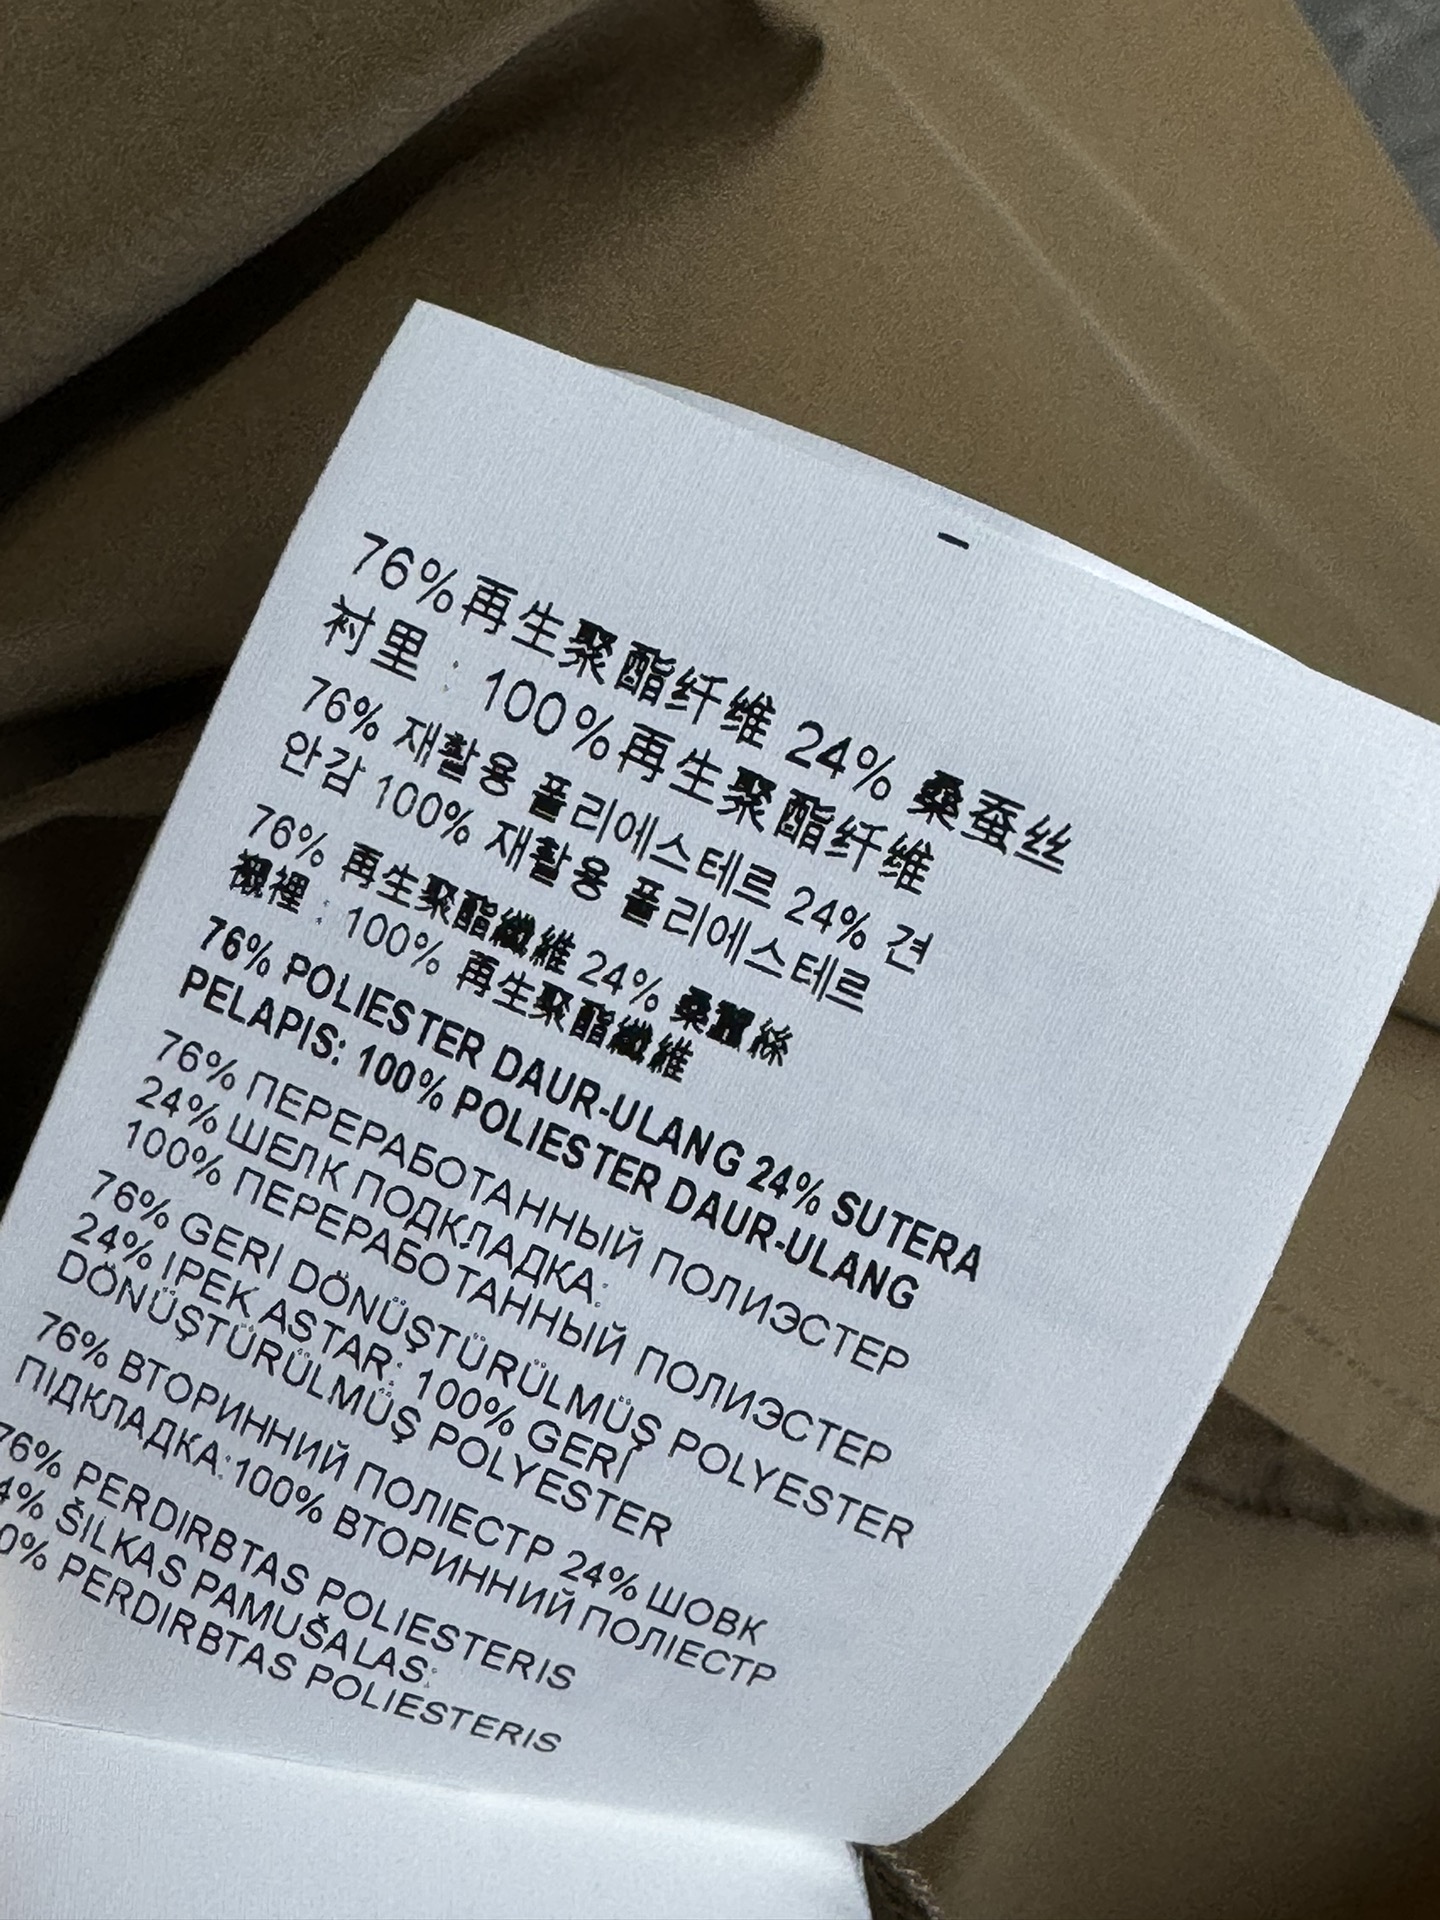 76%再生聚酯纤维 24% 桑蚕丝
衬里：100%再生聚酯纤维
76% 재활용 폴리에스테르 24% 견
안감 100% 재활용 폴리에스테르
76% 再生聚酯纖維 24% 桑蠶絲
襯裡：100% 再生聚酯纖維
76% POLIESTER DAUR-ULANG 24% SUTERA
PELAPIS: 100% POLIESTER DAUR-ULANG
76% ПЕРЕРАБОТАННЫЙ ПОЛИЭСТЕР
24% ШЕЛК ПОДКЛАДКА:
100% ПЕРЕРАБОТАННЫЙ ПОЛИЭСТЕР
76% GERİ DÖNÜŞTÜRÜLMÜŞ POLYESTER
24% IPEK ASTAR: 100% GERİ
DÖNÜŞTÜRÜLMÜŞ POLYESTER
76% ВТОРИННИЙ ПОЛІЕСТР 24% ШОВК
ПІДКЛАДКА:100% ВТОРИННИЙ ПОЛІЕСТР
76% PERDIRBTAS POLIESTERIS
4% ŠILKAS PAMUŠALAS:
0% PERDIRBTAS POLIESTERIS